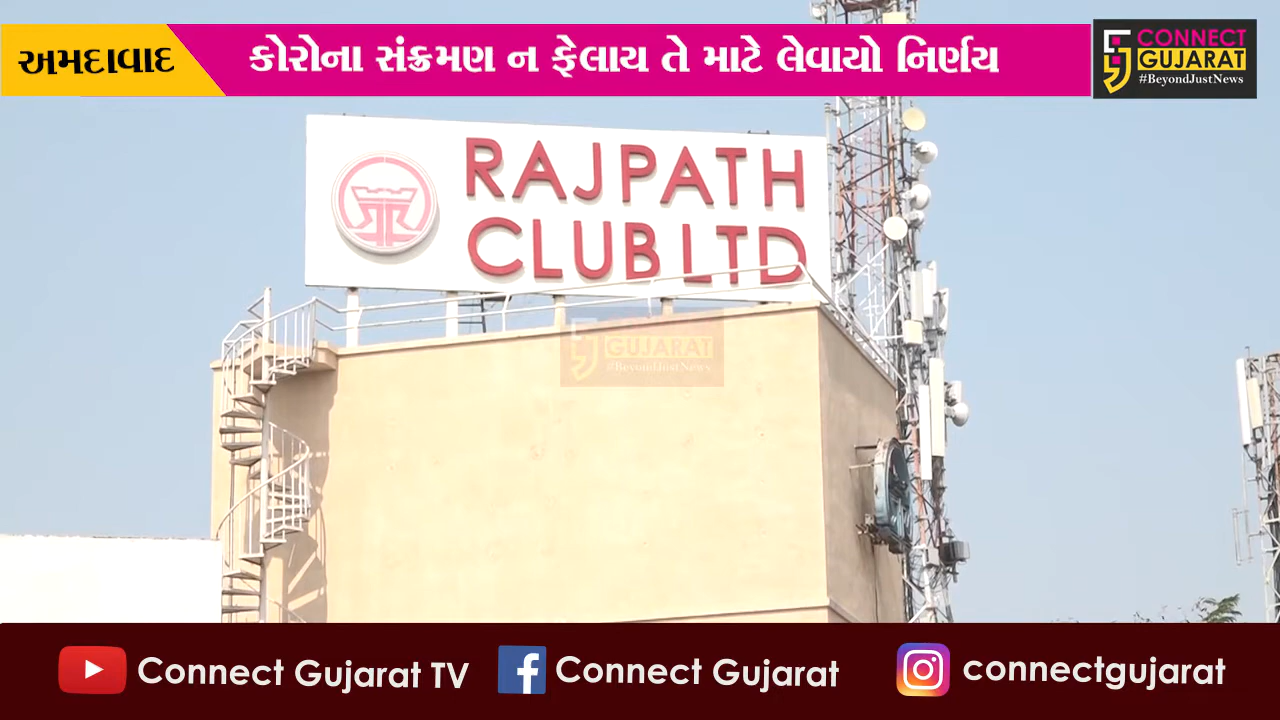 અમદાવાદ
કોરોના સંક્રમણ ન ફેલાય તે માટે લેવાયો નિર્ણય
CONNECT
GUJARAT
#BeyondJustNews
RAJPATH
CLUB LTD
GUJARAT
#BeyondJustNews
Connect Gujarat TV
Connect Gujarat
connectgujarat